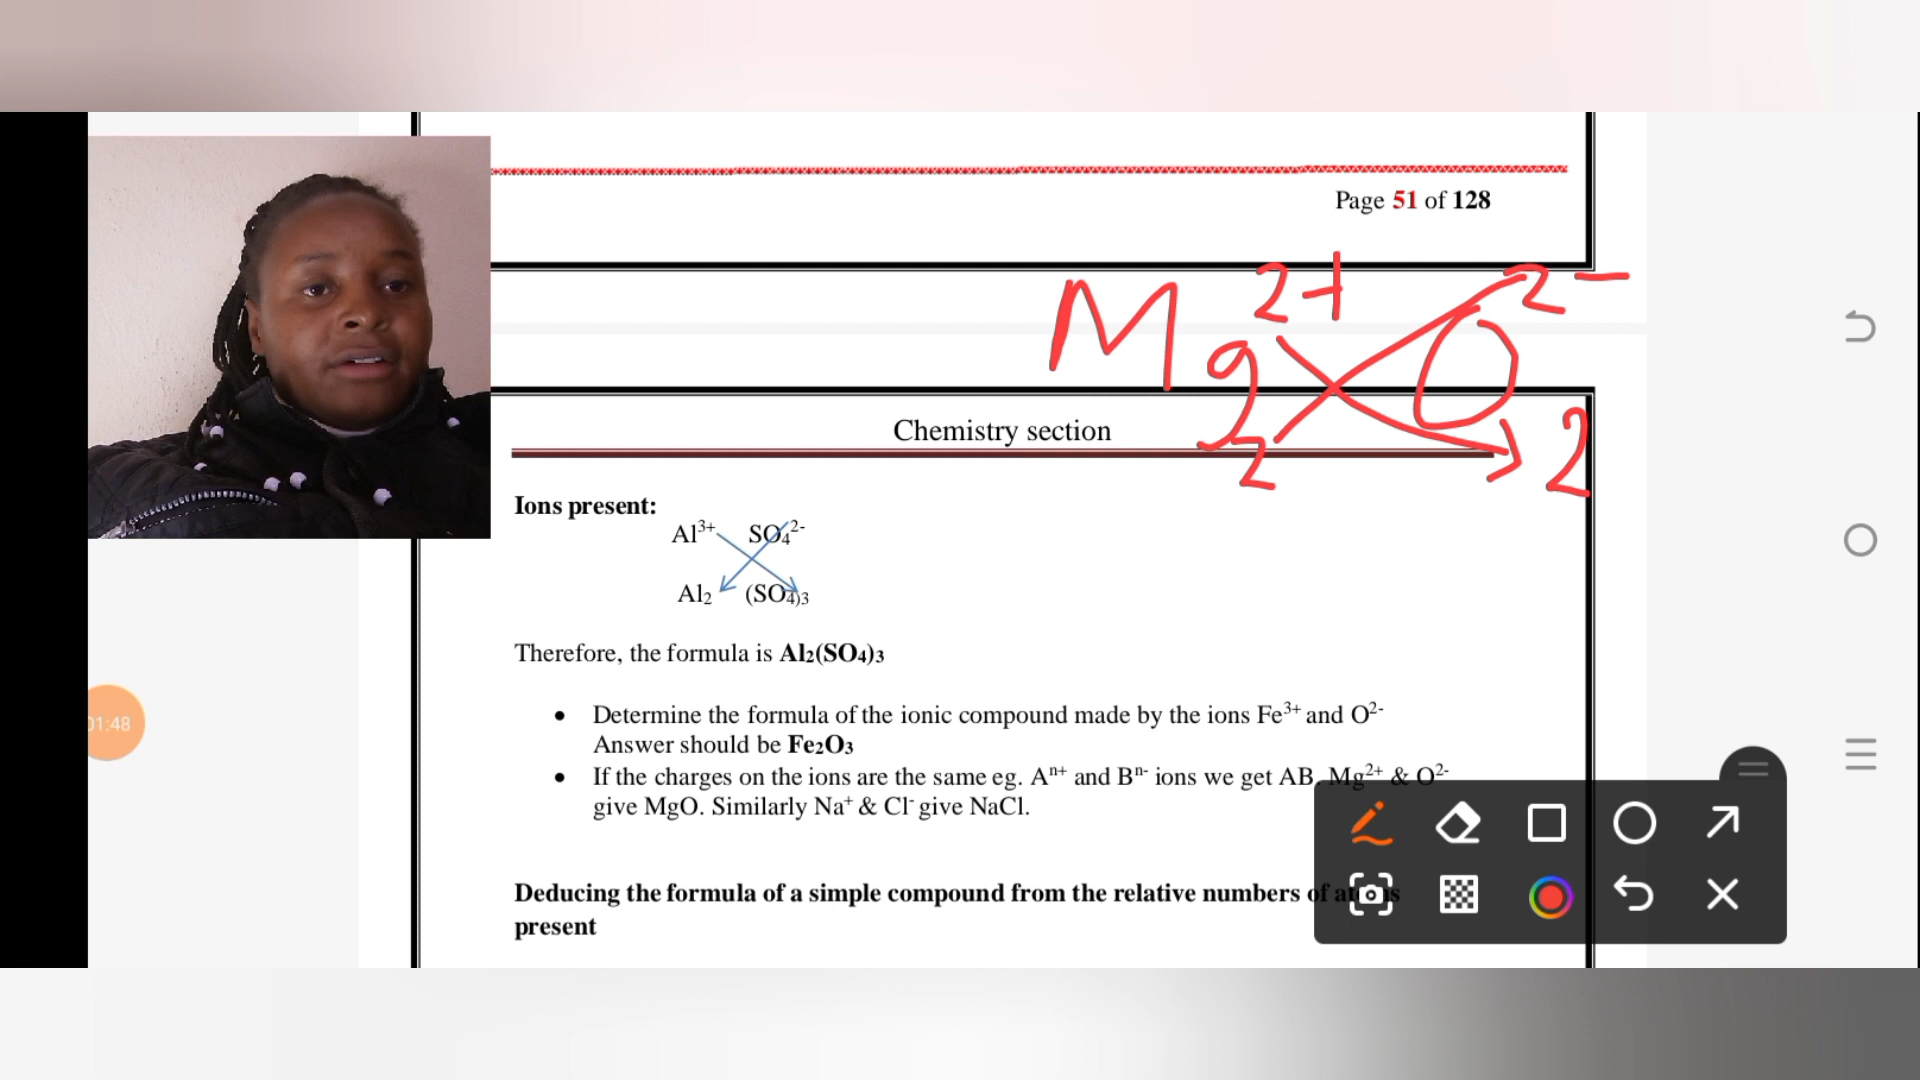 Page 51 of 128
Mg2+ O2-
2 2
Chemistry section
Ions present:
Al3+ SO42-
Al2 (SO4)3
Therefore, the formula is Al2(SO4)3
• Determine the formula of the ionic compound made by the ions Fe3+ and O2-
Answer should be Fe2O3
• If the charges on the ions are the same eg. An+ and Bn- ions we get AB. Mg2+ & O2-
give MgO. Similarly Na+ & Cl- give NaCl.
01:48
Deducing the formula of a simple compound from the relative numbers of
present